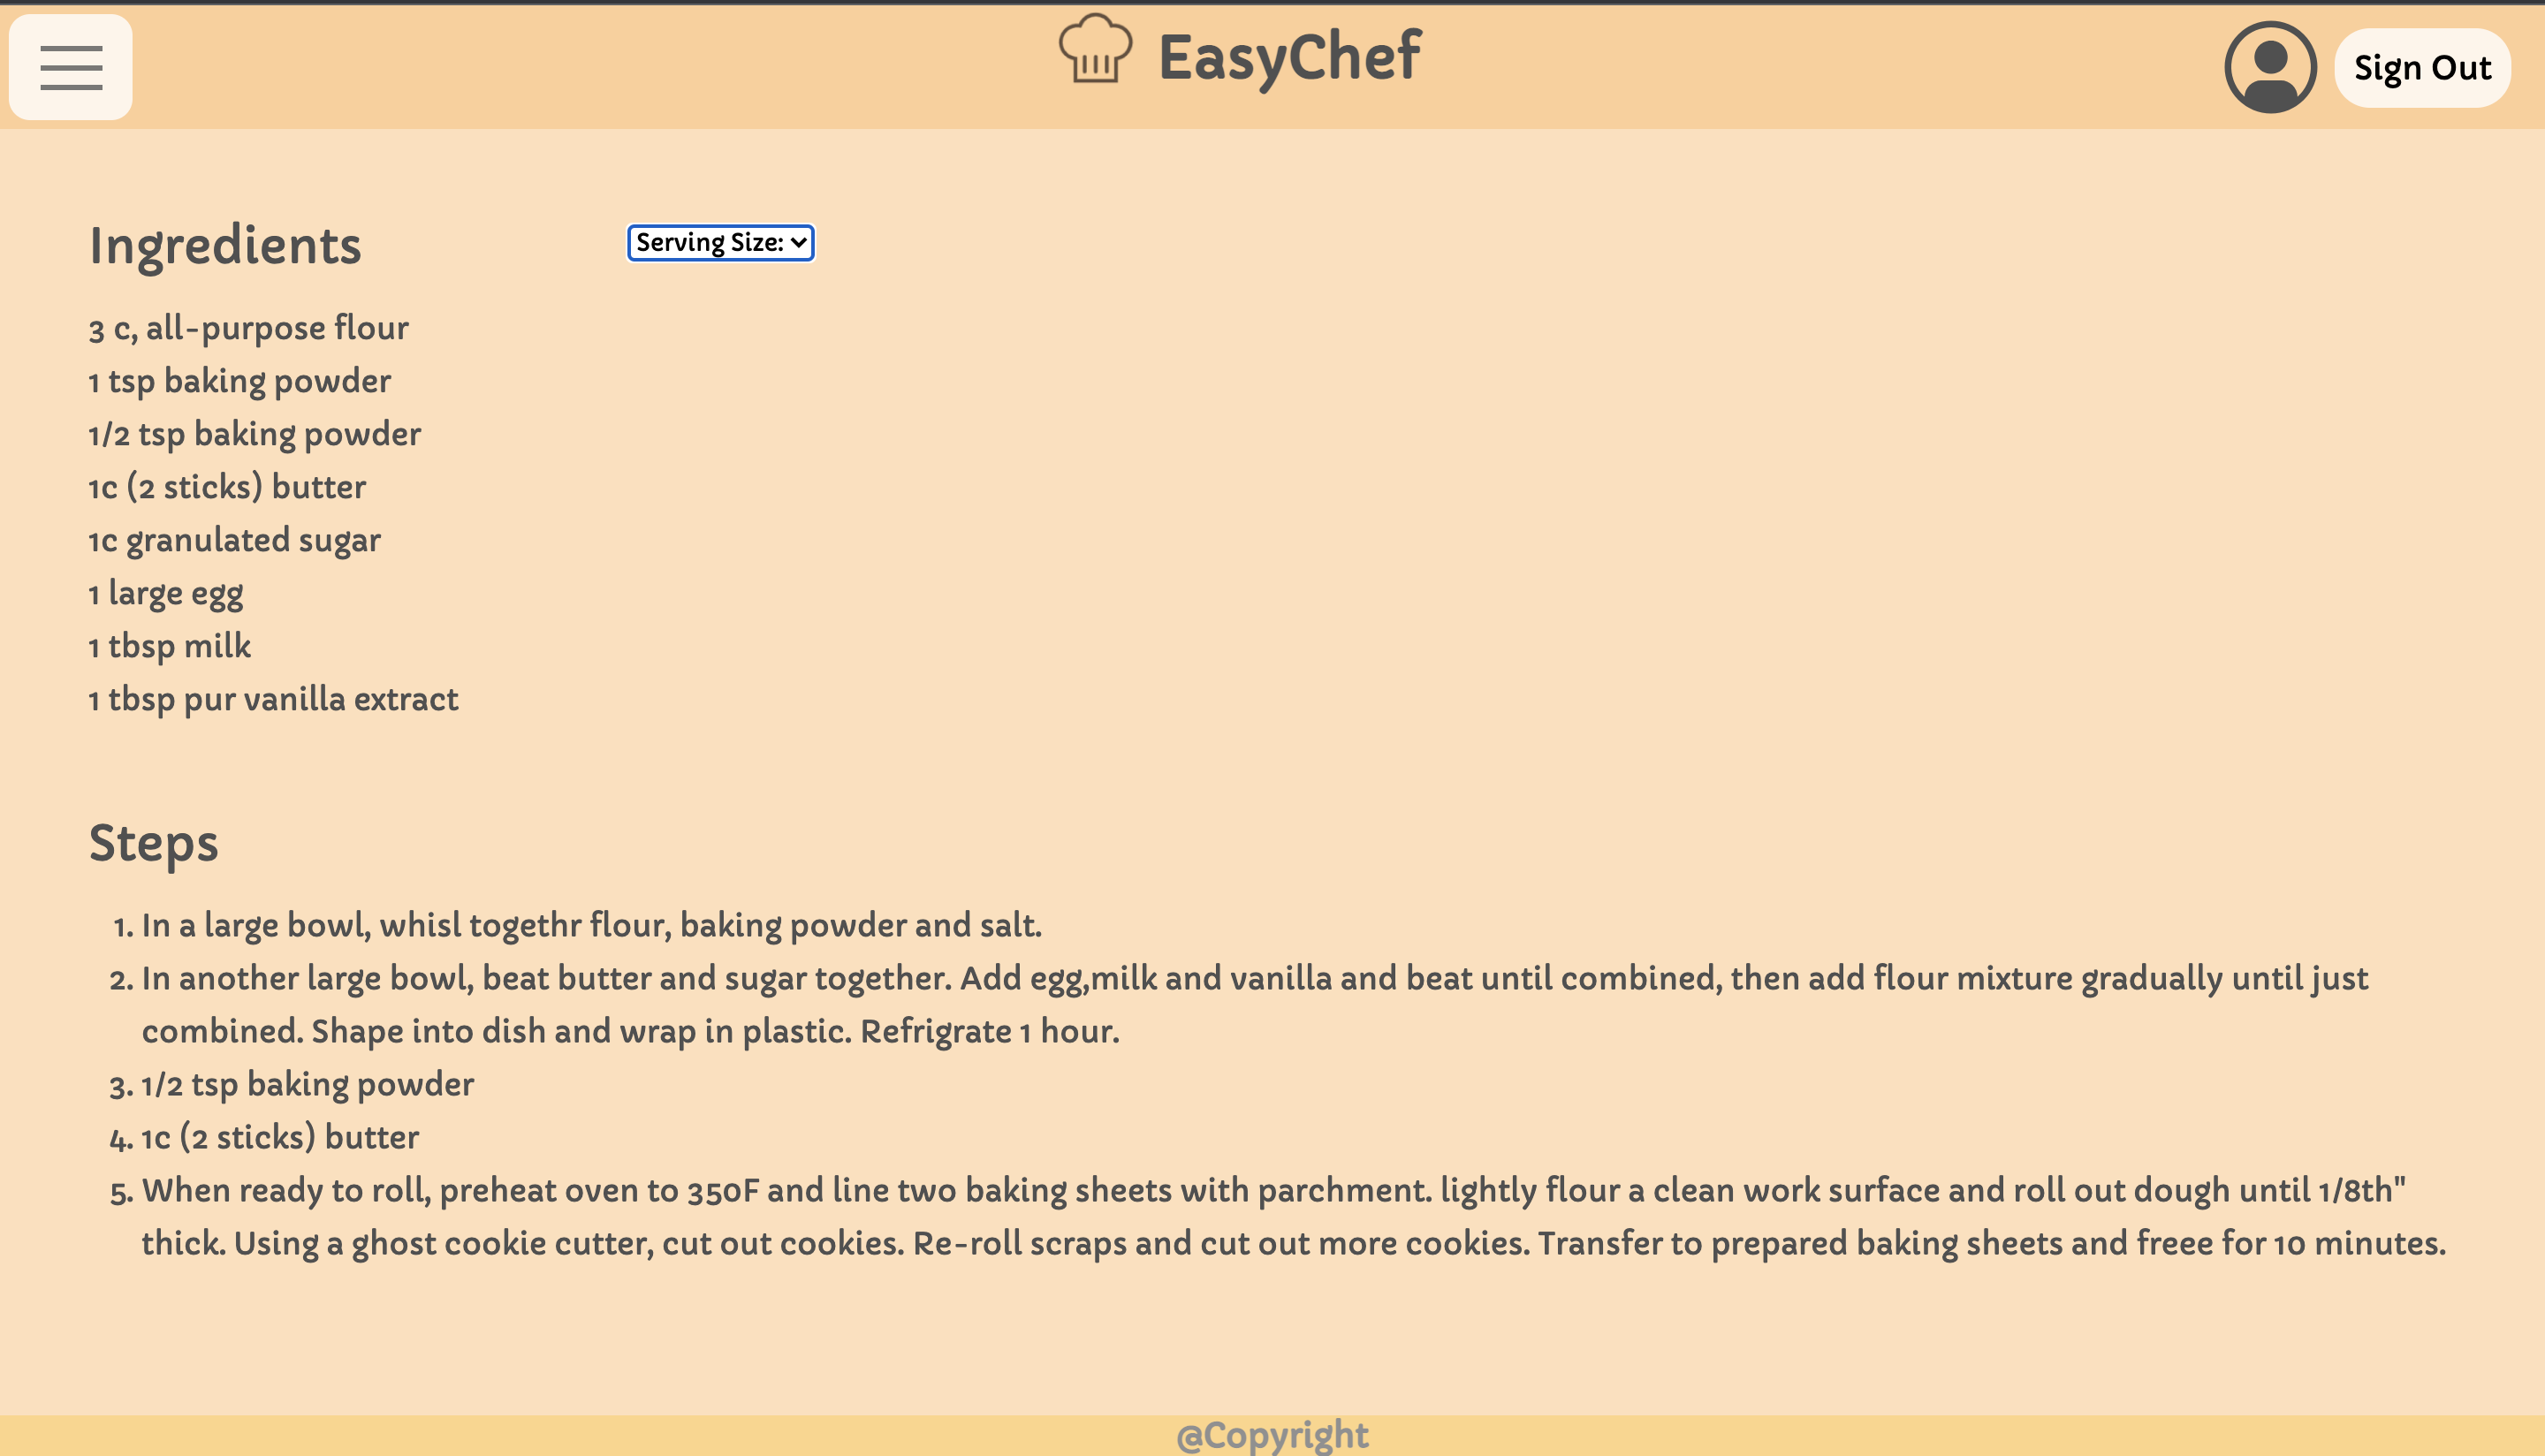 EasyChef
Sign Out
Ingredients
Serving Size:
3 c, all-purpose flour
1 tsp baking powder
1/2 tsp baking powder
1c (2 sticks) butter
1c granulated sugar
1 large egg
1 tbsp milk
1 tbsp pur vanilla extract
Steps
1. In a large bowl, whisl togethr flour, baking powder and salt.
2. In another large bowl, beat butter and sugar together. Add egg,milk and vanilla and beat until combined, then add flour mixture gradually until just
combined. Shape into dish and wrap in plastic. Refrigrate 1 hour.
3. 1/2 tsp baking powder
4. 1c (2 sticks) butter
5. When ready to roll, preheat oven to 350F and line two baking sheets with parchment. lightly flour a clean work surface and roll out dough until 1/8th"
thick. Using a ghost cookie cutter, cut out cookies. Re-roll scraps and cut out more cookies. Transfer to prepared baking sheets and freee for 10 minutes.
@Copyright